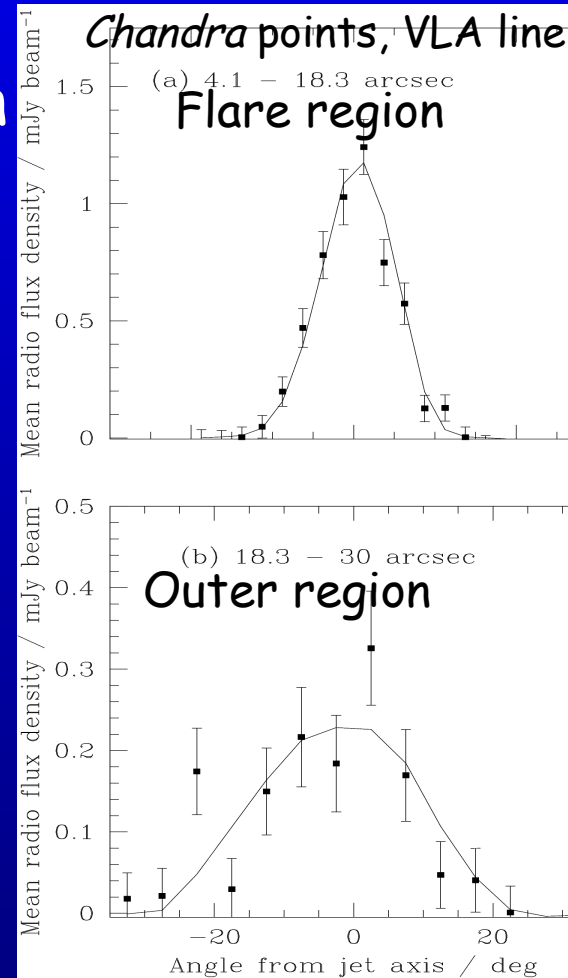 Chandra points, VLA line
(a) 4.1 − 18.3 arcsec
Flare region
Mean radio flux density / mJy beam⁻¹
1.5
1
0.5
0
(b) 18.3 − 30 arcsec
Outer region
Mean radio flux density / mJy beam⁻¹
0.5
0.4
0.3
0.2
0.1
0
−20 0 20
Angle from jet axis / deg